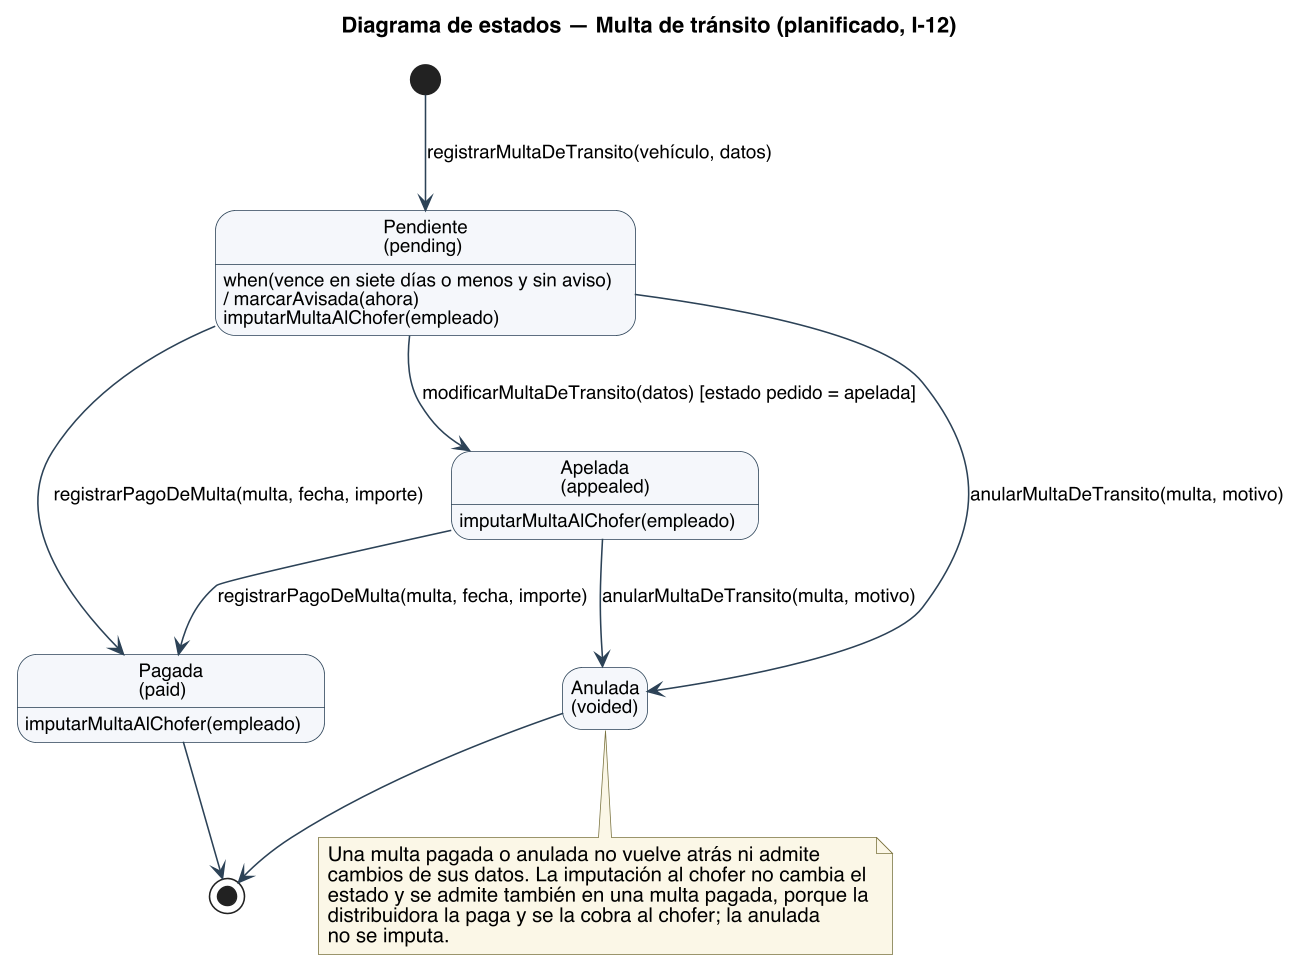 Diagrama de estados — Multa de tránsito (planificado, I-12)
registrarMultaDeTransito(vehículo, datos)
Pendiente
(pending)
when(vence en siete días o menos y sin aviso)
/ marcarAvisada(ahora)
imputarMultaAlChofer(empleado)
modificarMultaDeTransito(datos) [estado pedido = apelada]
Apelada
(appealed)
imputarMultaAlChofer(empleado)
registrarPagoDeMulta(multa, fecha, importe)
anularMultaDeTransito(multa, motivo)
registrarPagoDeMulta(multa, fecha, importe)
anularMultaDeTransito(multa, motivo)
Pagada
(paid)
imputarMultaAlChofer(empleado)
Anulada
(voided)
Una multa pagada o anulada no vuelve atrás ni admite
cambios de sus datos. La imputación al chofer no cambia el
estado y se admite también en una multa pagada, porque la
distribuidora la paga y se la cobra al chofer; la anulada
no se imputa.